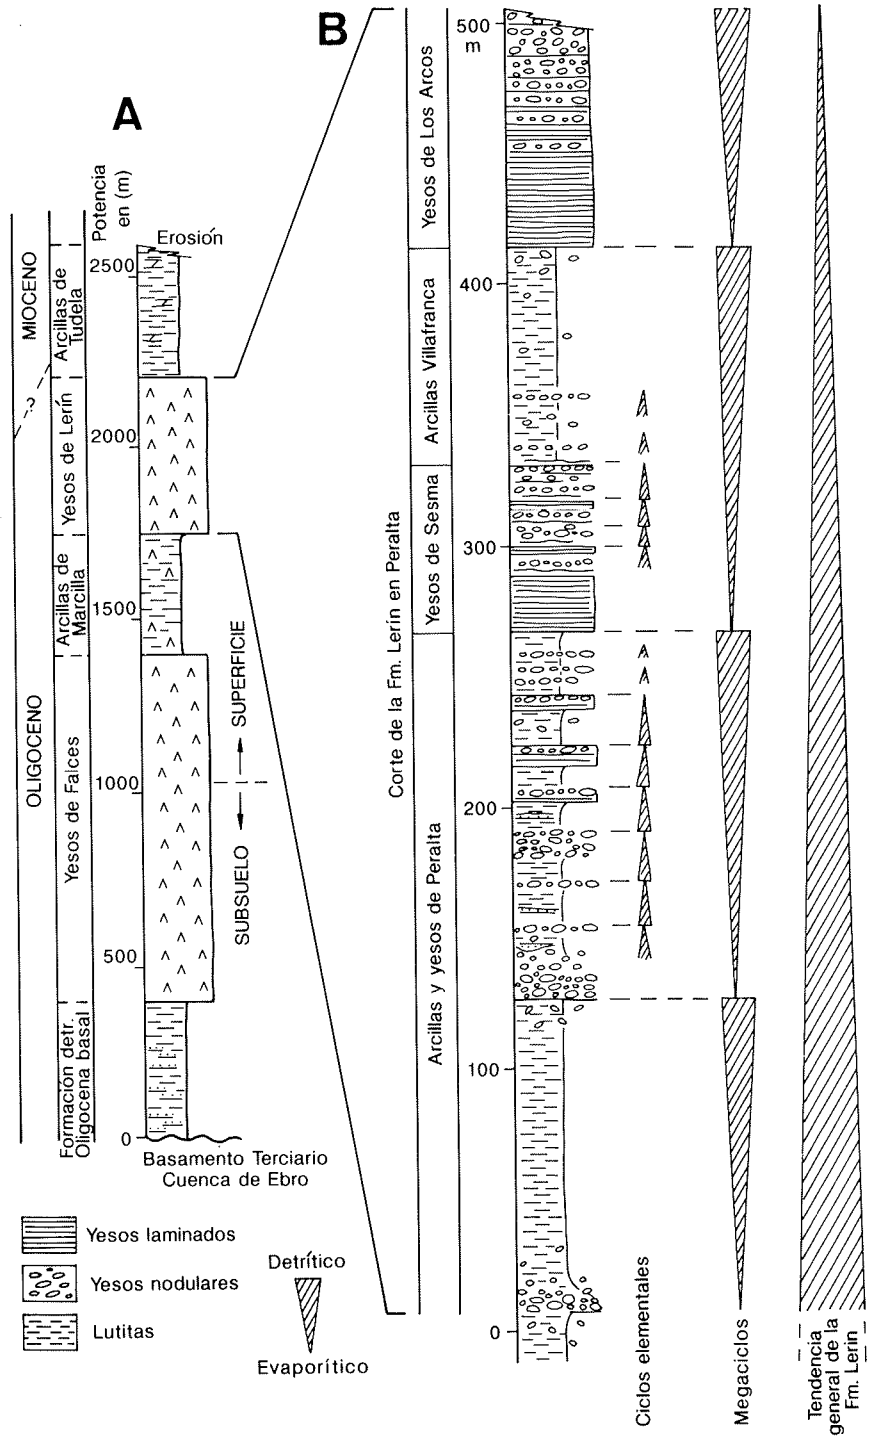 A
Potencia
en (m)
Erosión
2500
2000
1500
1000
500
0
MIOCENO
?
OLIGOCENO
Arcillas de
Tudela
Yesos de Lerín
Arcillas de
Marcilla
Yesos de Falces
Formación detr.
Oligocena basal
SUPERFICIE
SUBSUELO
Basamento Terciario
Cuenca de Ebro
Yesos laminados
Yesos nodulares
Lutitas
Detrítico
Evaporítico
B
500
m
400
300
200
100
0
Corte de la Fm. Lerín en Peralta
Yesos de Los Arcos
Arcillas Villafranca
Yesos de Sesma
Arcillas y yesos de Peralta
Ciclos elementales
Megaciclos
Tendencia
general de la
Fm. Lerin